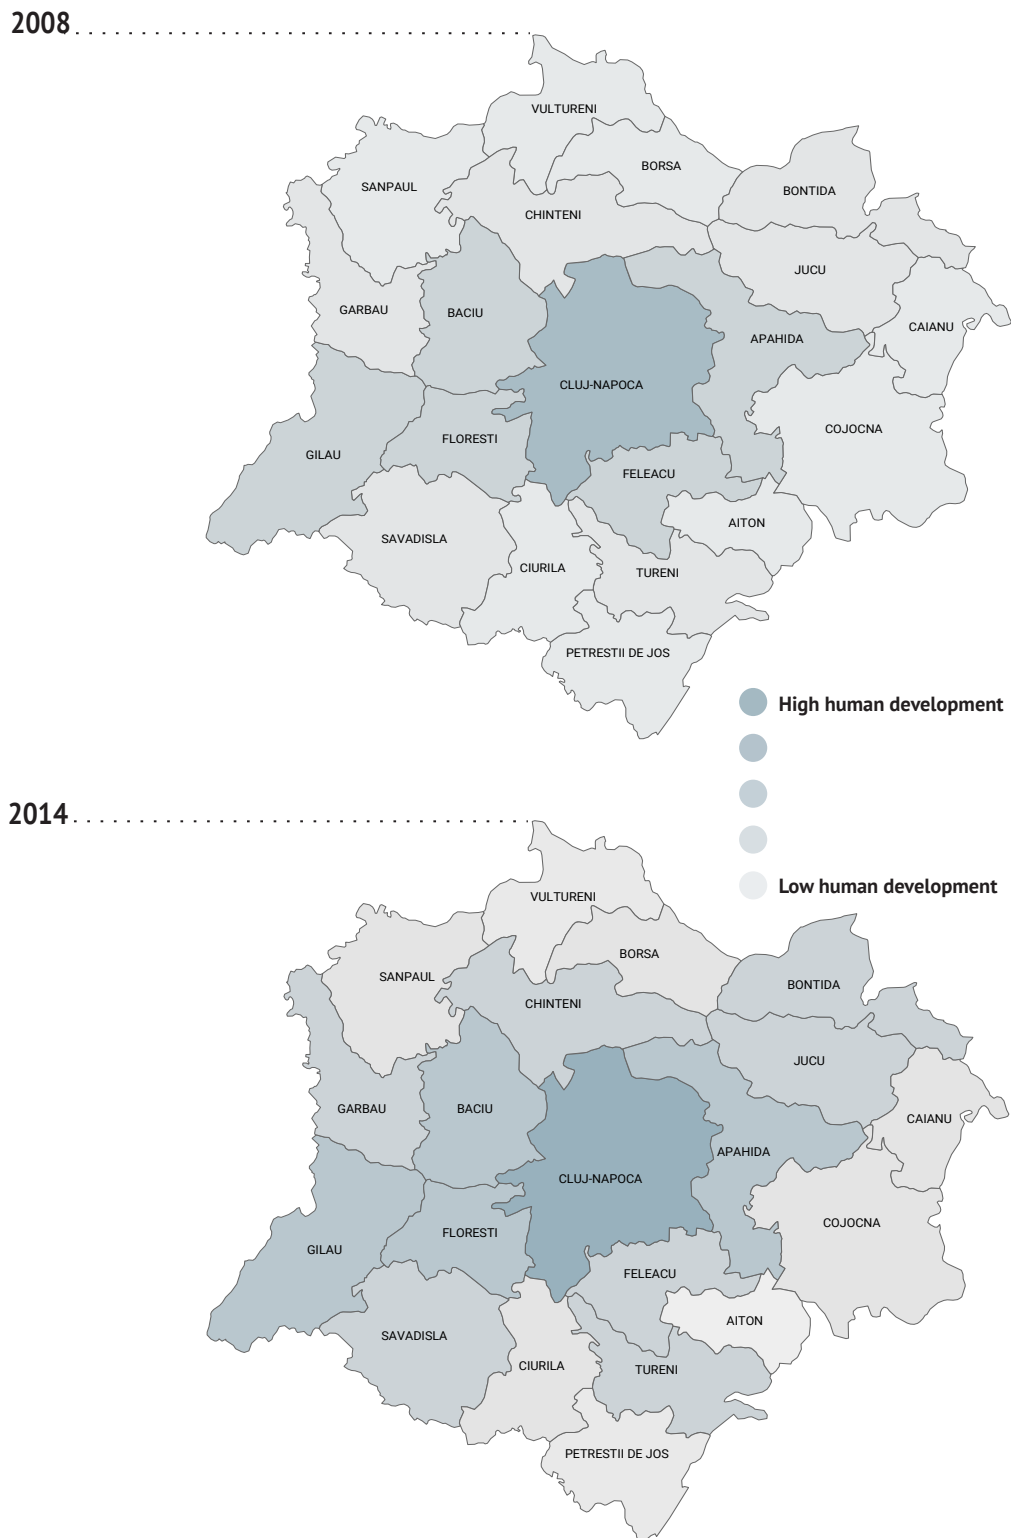 2008
VULTURENI
BORSA
SANPAUL
BONTIDA
CHINTENI
JUCU
GARBAU
BACIU
CAIANU
APAHIDA
CLUJ-NAPOCA
COJOCNA
FLORESTI
GILAU
FELEACU
AITON
SAVADISLA
CIURILA
TURENI
PETRESTII DE JOS
High human development
Low human development
2014
VULTURENI
BORSA
SANPAUL
BONTIDA
CHINTENI
JUCU
GARBAU
BACIU
CAIANU
APAHIDA
CLUJ-NAPOCA
COJOCNA
FLORESTI
GILAU
FELEACU
AITON
SAVADISLA
CIURILA
TURENI
PETRESTII DE JOS